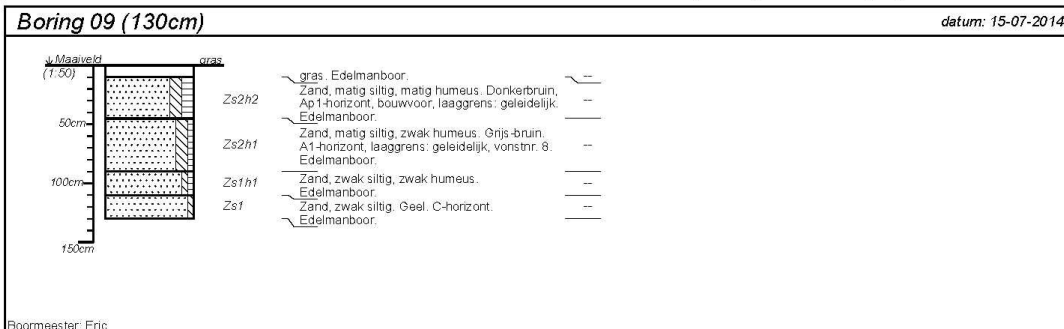 Boring 09 (130cm)
datum: 15-07-2014
↓ Maaiveld
gras
(1:50)
gras. Edelmanboor.
--
Zs2h2
Zand, matig siltig, matig humeus. Donkerbruin,
Ap1-horizont, bouwvoor, laaggrens: geleidelijk.
Edelmanboor.
--
50cm
Zs2h1
Zand, matig siltig, zwak humeus. Grijs-bruin.
A1-horizont, laaggrens: geleidelijk, vonstnr. 8.
Edelmanboor.
--
100cm
Zs1h1
Zand, zwak siltig, zwak humeus.
Edelmanboor.
--
Zs1
Zand, zwak siltig. Geel. C-horizont.
Edelmanboor.
--
150cm
Boormeester: Eric